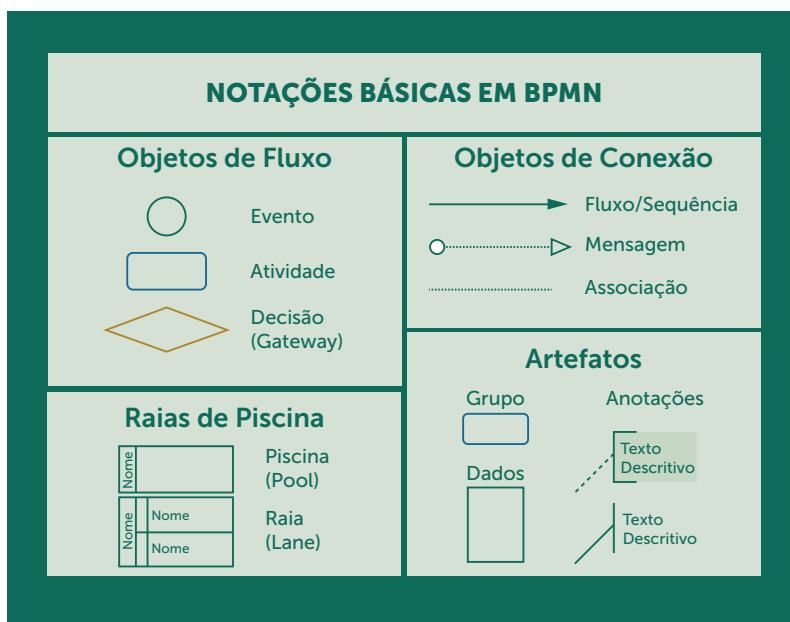 NOTAÇÕES BÁSICAS EM BPMN
Objetos de Fluxo
Evento
Atividade
Decisão
(Gateway)
Objetos de Conexão
Fluxo/Sequência
Mensagem
Associação
Raias de Piscina
Nome
Piscina
(Pool)
Nome
Nome
Nome
Raia
(Lane)
Artefatos
Grupo
Anotações
Texto
Descritivo
Dados
Texto
Descritivo